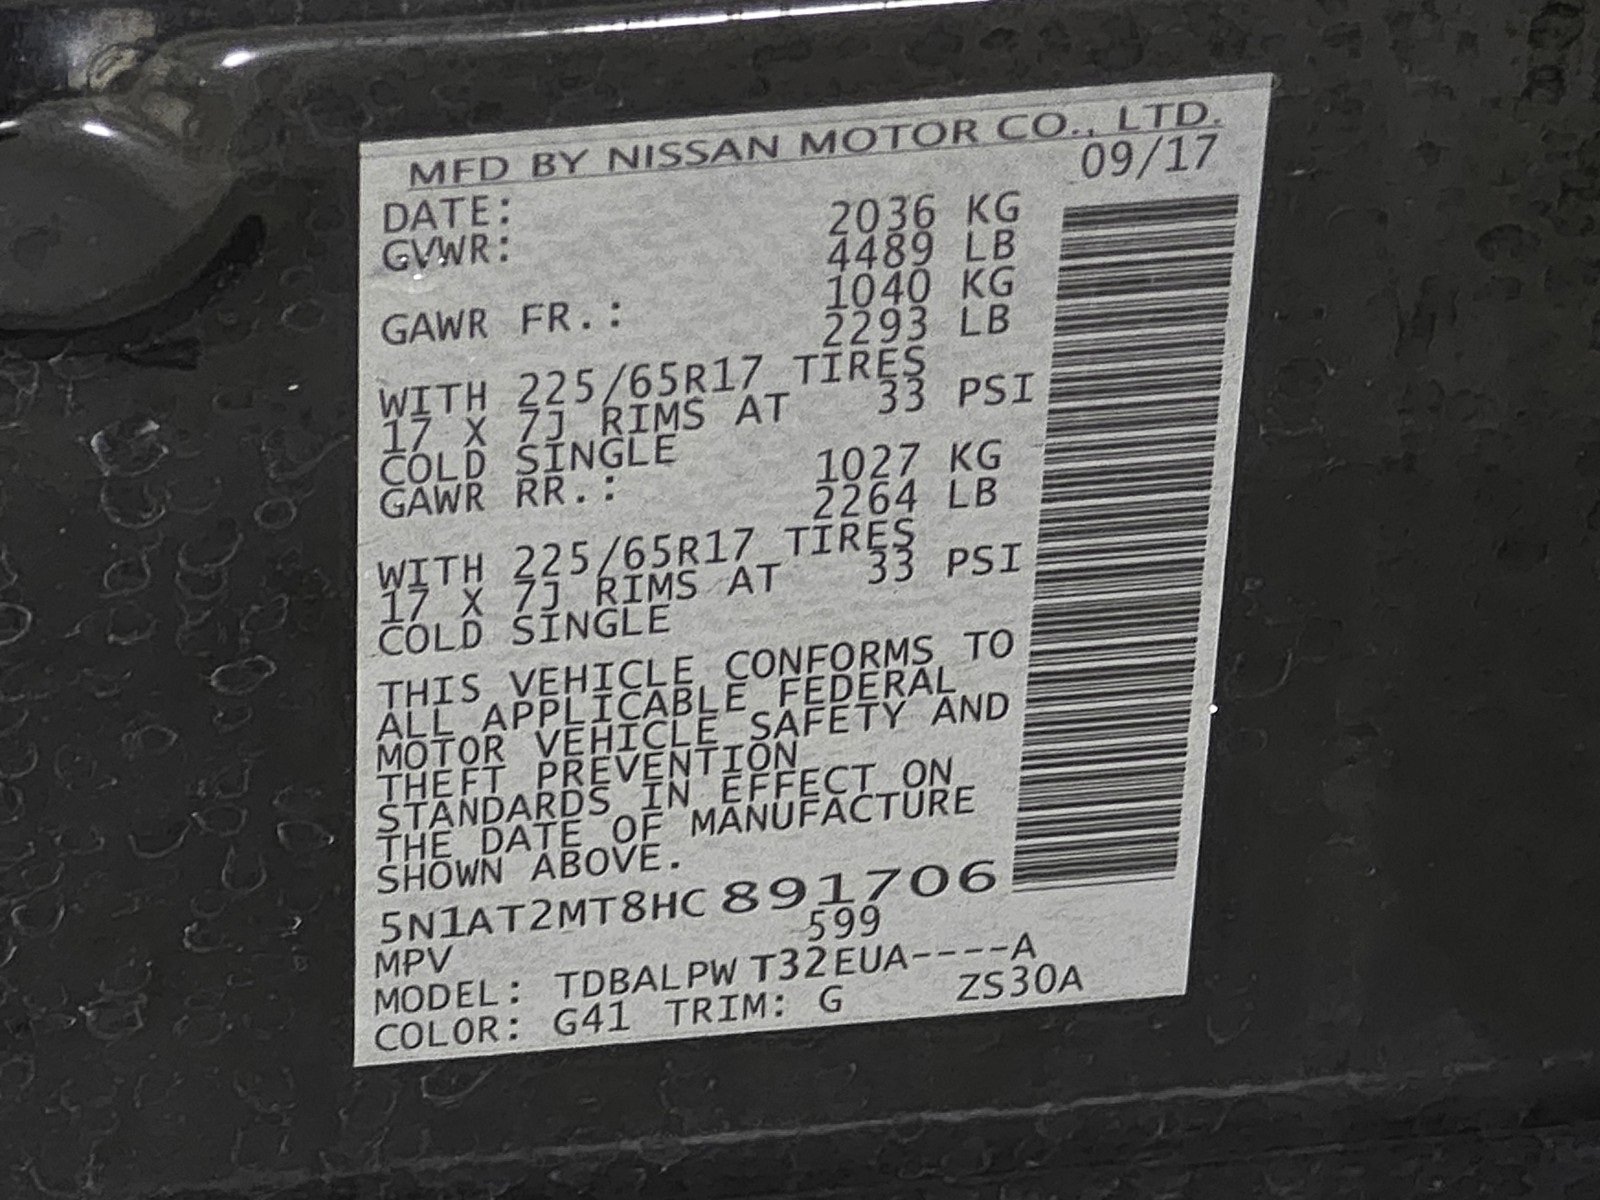 MFD BY NISSAN MOTOR CO., LTD.
DATE: 09/17
GVWR: 2036 KG
4489 LB
GAWR FR.: 1040 KG
2293 LB
WITH 225/65R17 TIRES
17 X 7J RIMS AT 33 PSI
COLD SINGLE
GAWR RR.: 1027 KG
2264 LB
WITH 225/65R17 TIRES
17 X 7J RIMS AT 33 PSI
COLD SINGLE
THIS VEHICLE CONFORMS TO
ALL APPLICABLE FEDERAL
MOTOR VEHICLE SAFETY AND
THEFT PREVENTION
STANDARDS IN EFFECT ON
THE DATE OF MANUFACTURE
SHOWN ABOVE.
5N1AT2MT8HC891706
MPV 599
MODEL: TDBALPW T32EUA----A
COLOR: G41 TRIM: G ZS30A